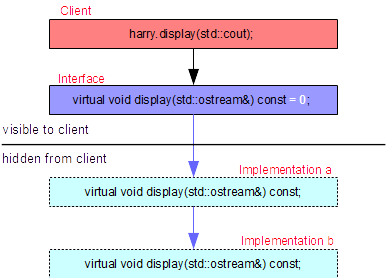 Client
harry.display(std::cout);
Interface
virtual void display(std::ostream&) const = 0;
visible to client
hidden from client
Implementation a
virtual void display(std::ostream&) const;
Implementation b
virtual void display(std::ostream&) const;